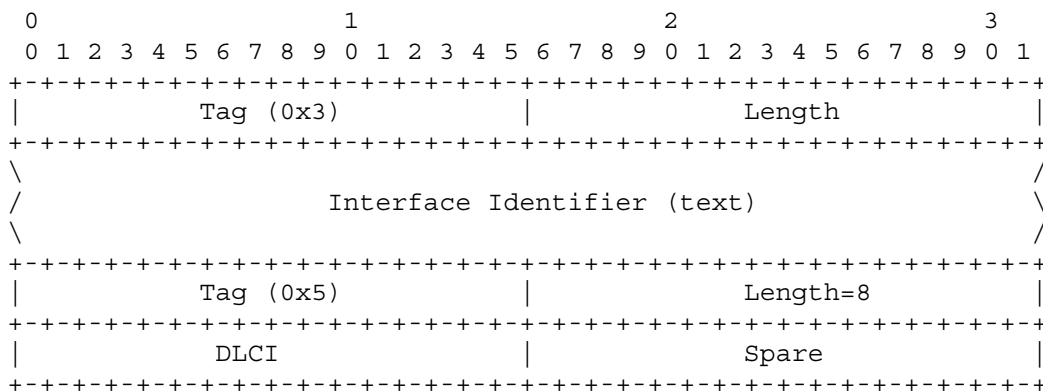 0                   1                   2                   3
 0 1 2 3 4 5 6 7 8 9 0 1 2 3 4 5 6 7 8 9 0 1 2 3 4 5 6 7 8 9 0 1
+-+-+-+-+-+-+-+-+-+-+-+-+-+-+-+-+-+-+-+-+-+-+-+-+-+-+-+-+-+-+-+-+
|           Tag (0x3)           |             Length            |
+-+-+-+-+-+-+-+-+-+-+-+-+-+-+-+-+-+-+-+-+-+-+-+-+-+-+-+-+-+-+-+-+
\                                                               /
/                   Interface Identifier (text)                 \
\                                                               /
+-+-+-+-+-+-+-+-+-+-+-+-+-+-+-+-+-+-+-+-+-+-+-+-+-+-+-+-+-+-+-+-+
|           Tag (0x5)           |             Length=8          |
+-+-+-+-+-+-+-+-+-+-+-+-+-+-+-+-+-+-+-+-+-+-+-+-+-+-+-+-+-+-+-+-+
|            DLCI               |             Spare             |
+-+-+-+-+-+-+-+-+-+-+-+-+-+-+-+-+-+-+-+-+-+-+-+-+-+-+-+-+-+-+-+-+